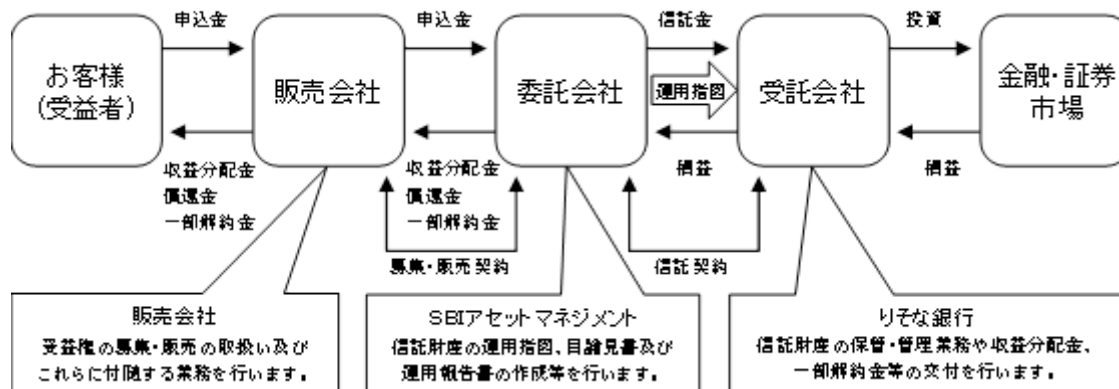 申込金
申込金
信託金
投資
お客様
(受益者)
販売会社
委託会社
運用指図
受託会社
金融・証券
市場
収益分配金
償還金
一部解約金
収益分配金
償還金
一部解約金
損益
損益
募集・販売契約
信託契約
販売会社
受益権の募集・販売の取扱い及び
これらに付随する業務を行います。
SBIアセットマネジメント
信託財産の運用指図、目論見書及び
運用報告書の作成等を行います。
りそな銀行
信託財産の保管・管理業務や収益分配金、
一部解約金等の交付を行います。